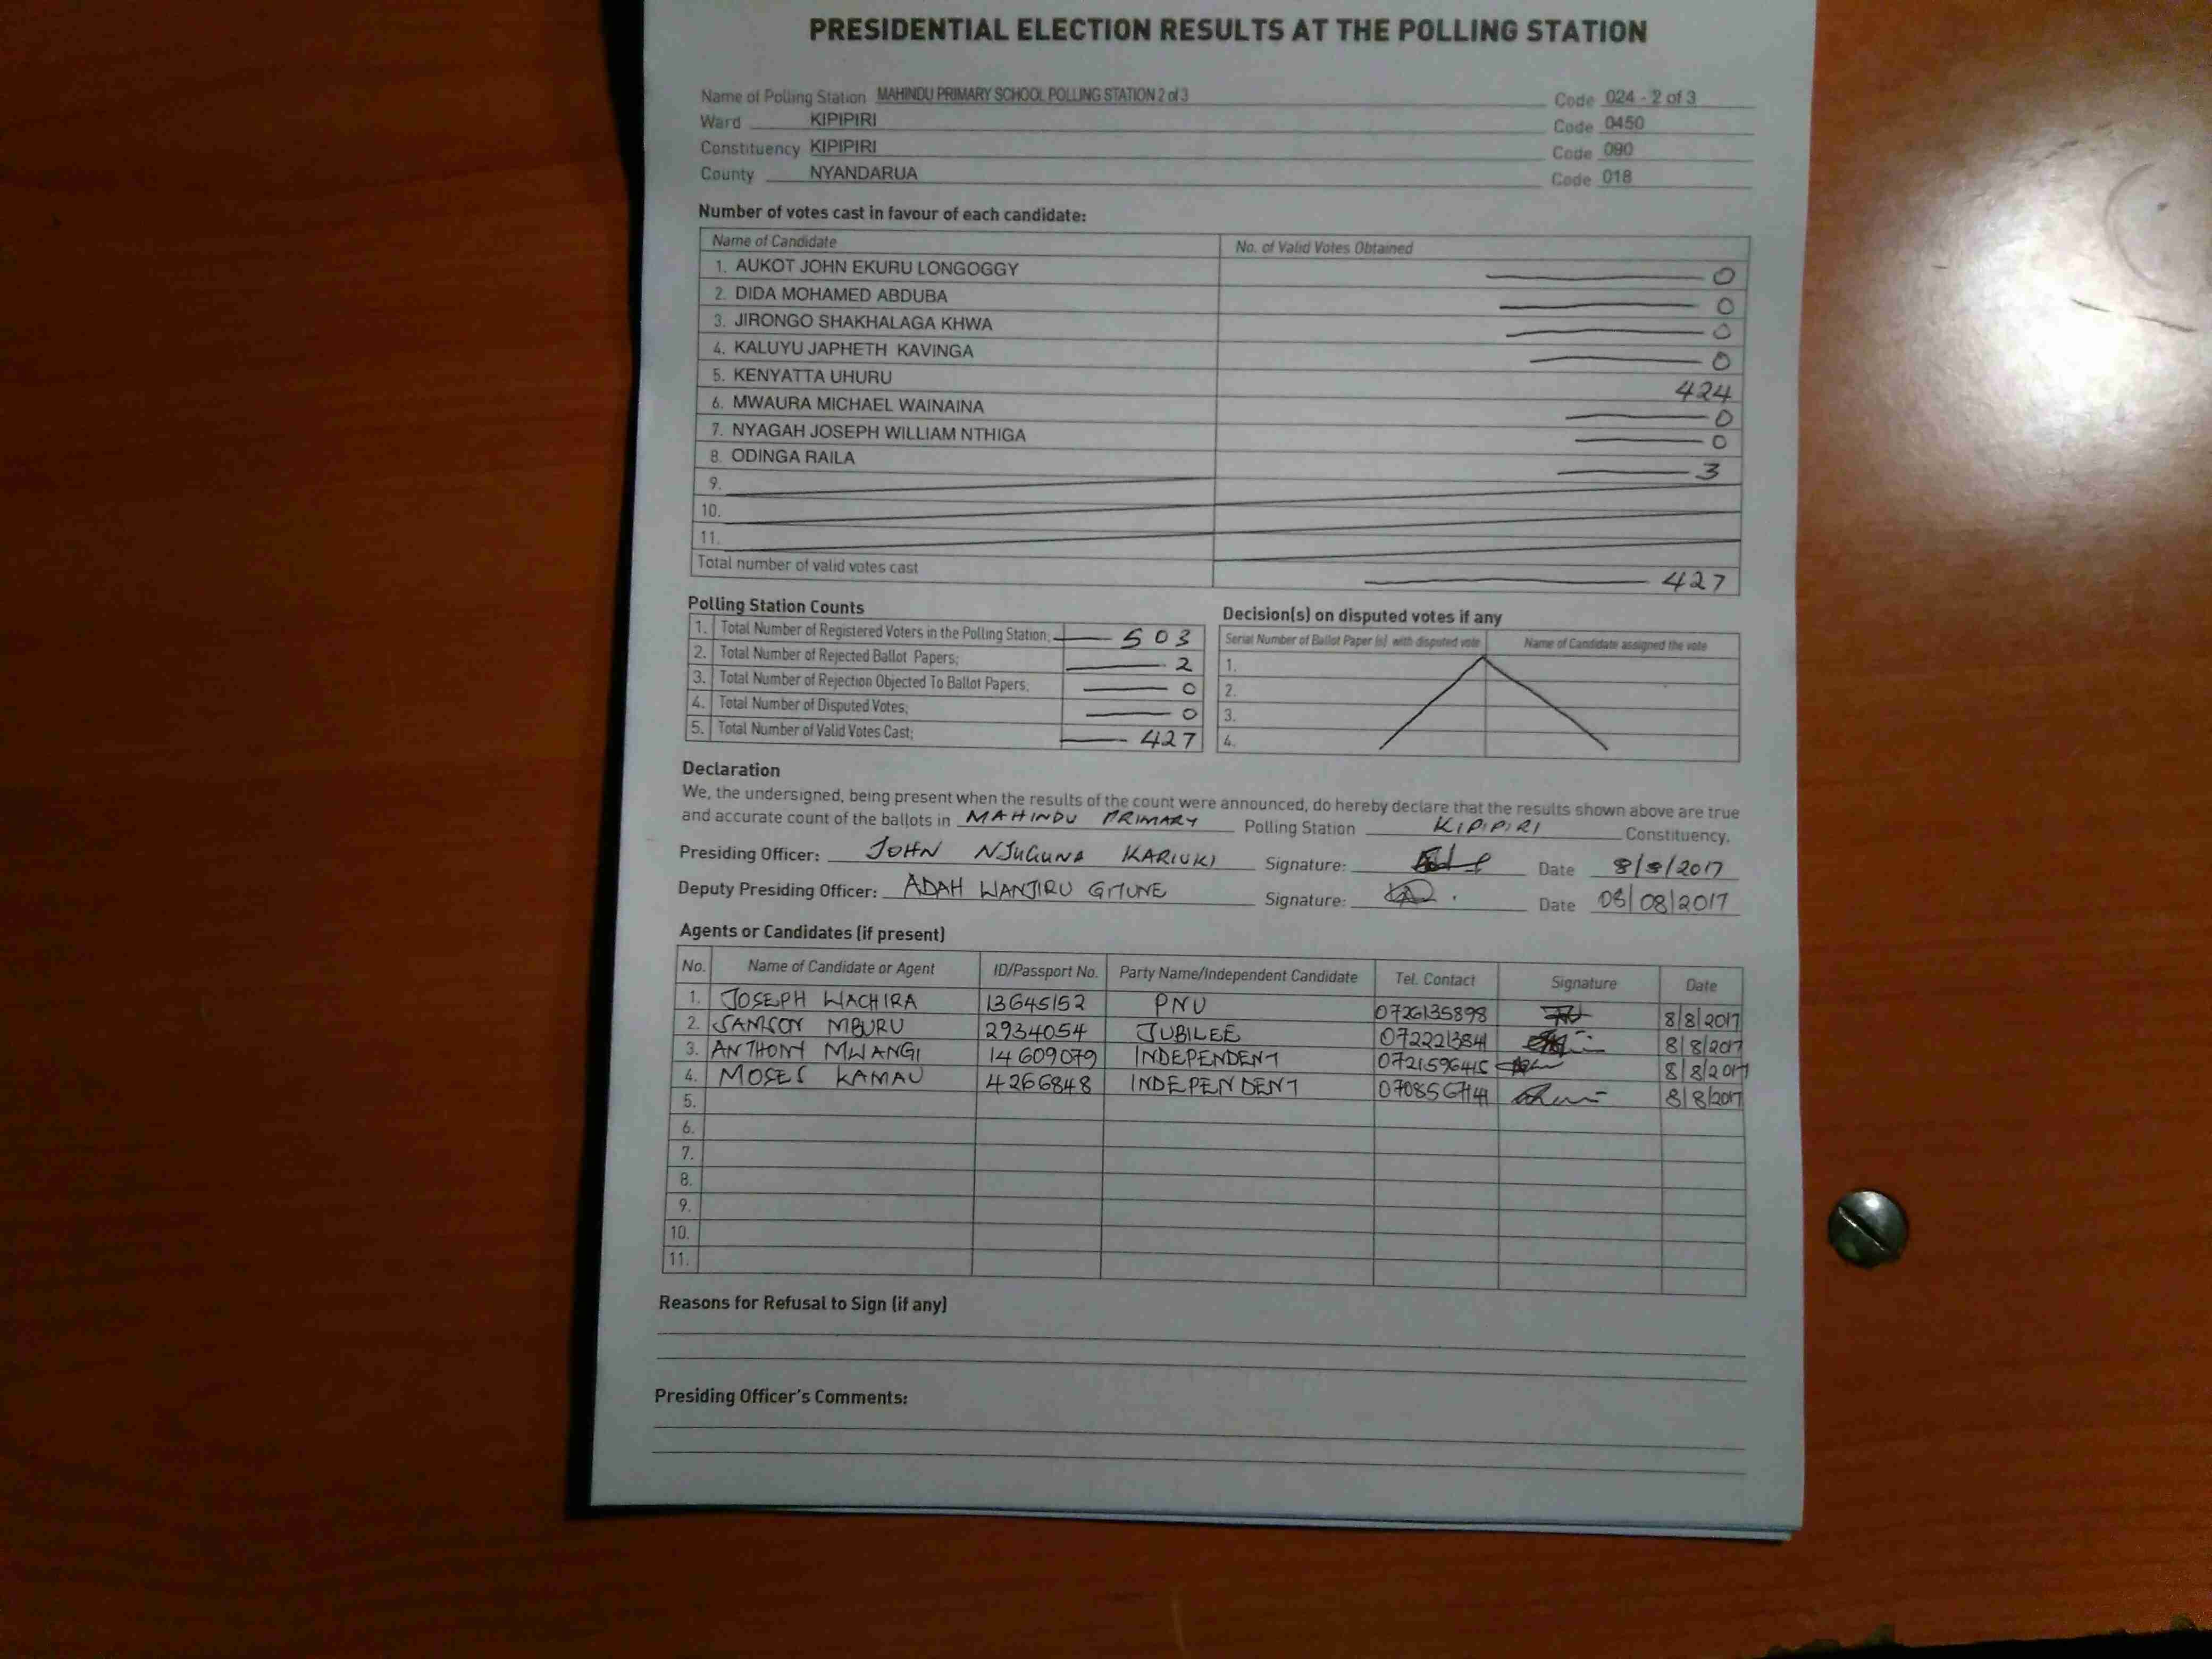 PRESIDENTIAL ELECTION RESULTS AT THE POLLING STATION
Name of Polling Station MAHINDU PRIMARY SCHOOL POLLING STATION 2 of 3 Code 024 - 2 of 3
Ward KIPIPIRI Code 0450
Constituency KIPIPIRI Code 090
County NYANDARUA Code 018
Number of votes cast in favour of each candidate:
Name of Candidate No. of Valid Votes Obtained
1. AUKOT JOHN EKURU LONGOGGY 0
2. DIDA MOHAMED ABDUBA 0
3. JIRONGO SHAKHALAGA KHWA 0
4. KALUYU JAPHETH KAVINGA 0
5. KENYATTA UHURU 424
6. MWAURA MICHAEL WAINAINA 0
7. NYAGAH JOSEPH WILLIAM NTHIGA 0
8. ODINGA RAILA 3
9.
10.
11.
Total number of valid votes cast 427
Polling Station Counts
1. Total Number of Registered Voters in the Polling Station; 503
2. Total Number of Rejected Ballot Papers; 2
3. Total Number of Rejection Objected To Ballot Papers; 0
4. Total Number of Disputed Votes; 0
5. Total Number of Valid Votes Cast; 427
Decision(s) on disputed votes if any
Serial Number of Ballot Paper (s) with disputed vote Name of Candidate assigned the vote
1.
2.
3.
4.
Declaration
We, the undersigned, being present when the results of the count were announced, do hereby declare that the results shown above are true
and accurate count of the ballots in MAHINDU PRIMARY Polling Station KIPIPIRI Constituency.
Presiding Officer: JOHN NJUGUNA KARIUKI Signature: Date 8/8/2017
Deputy Presiding Officer: ADAH WANJIRU GITUNE Signature: Date 08/08/2017
Agents or Candidates (if present)
No. Name of Candidate or Agent ID/Passport No. Party Name/Independent Candidate Tel. Contact Signature Date
1. JOSEPH WACHIRA 13645152 PNU 0726135898 8/8/2017
2. SAMSON MBURU 2934054 JUBILEE 0722213841 8/8/2017
3. ANTHONY MWANGI 14609079 INDEPENDENT 0721596415 8/8/2017
4. MOSES KAMAU 4266848 INDEPENDENT 8/8/2017
5.
6.
7.
8.
9.
10.
11.
Reasons for Refusal to Sign (if any)
Presiding Officer's Comments: